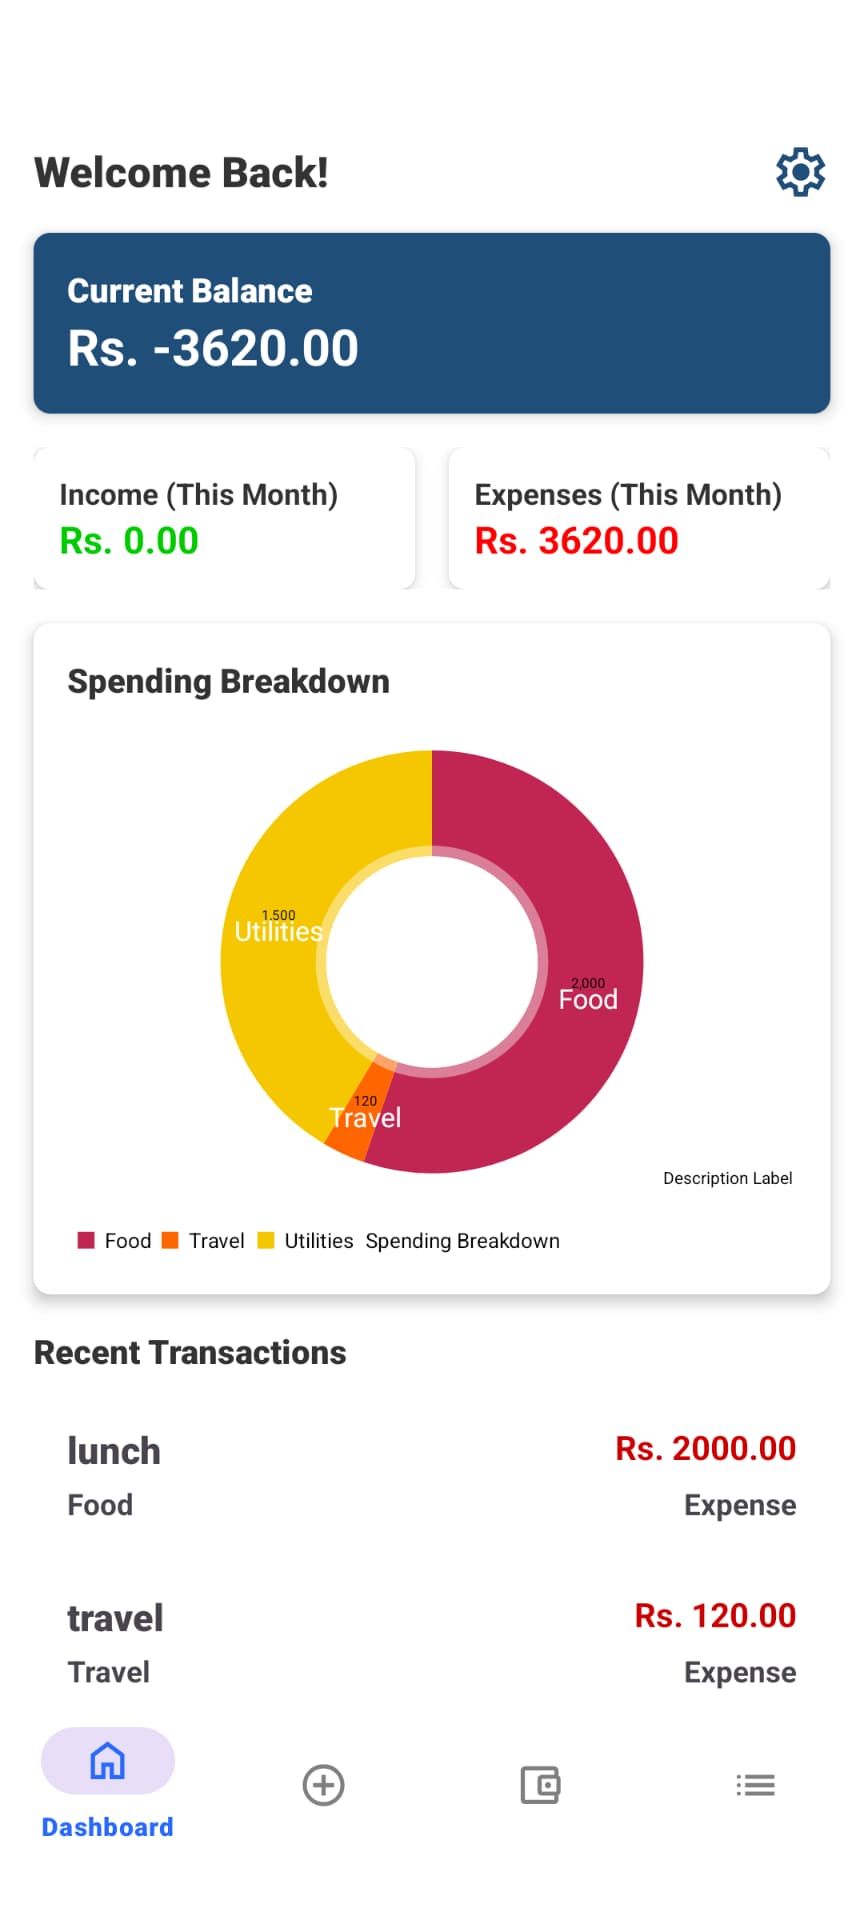 Welcome Back!
Current Balance
Rs. -3620.00
Income (This Month)
Rs. 0.00
Expenses (This Month)
Rs. 3620.00
Spending Breakdown
1,500
Utilities
2,000
Food
120
Travel
Description Label
Food Travel Utilities Spending Breakdown
Recent Transactions
lunch Rs. 2000.00
Food Expense
travel Rs. 120.00
Travel Expense
Dashboard